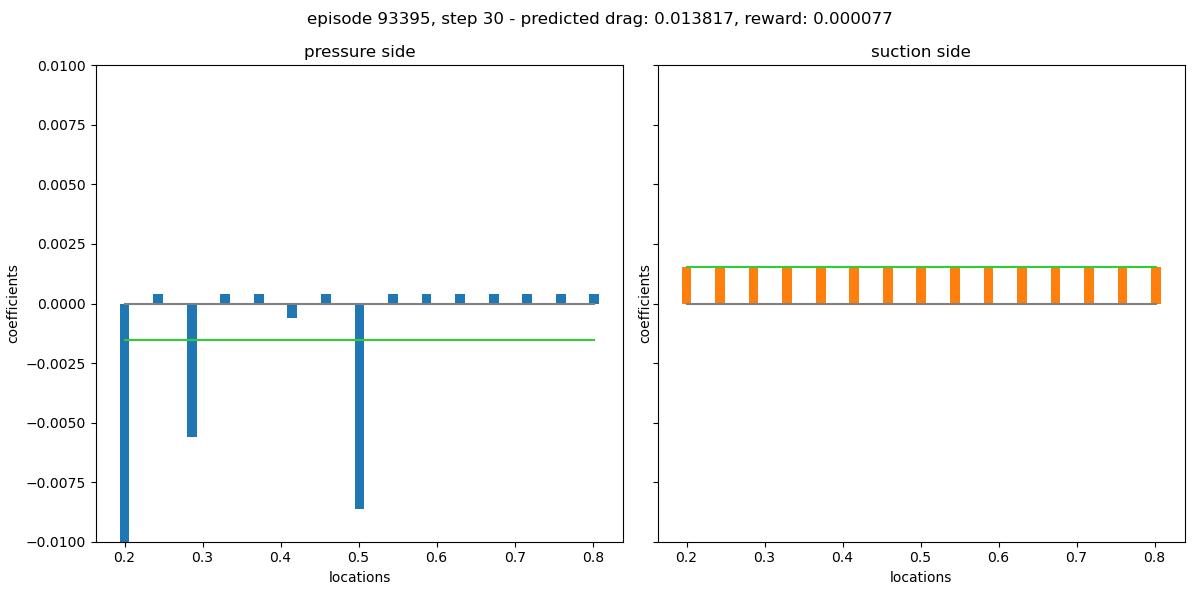 episode 93395, step 30 - predicted drag: 0.013817, reward: 0.000077
pressure side
suction side
0.0100
0.0075
0.0050
0.0025
0.0000
−0.0025
−0.0050
−0.0075
−0.0100
coefficients
coefficients
0.2 0.3 0.4 0.5 0.6 0.7 0.8
0.2 0.3 0.4 0.5 0.6 0.7 0.8
locations
locations